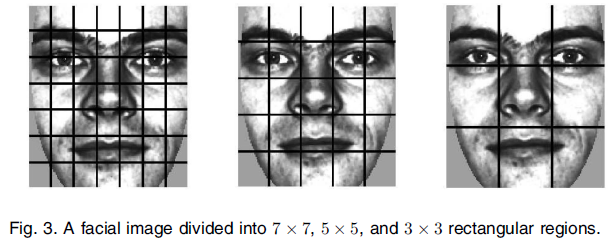 Fig. 3. A facial image divided into 7 × 7, 5 × 5, and 3 × 3 rectangular regions.